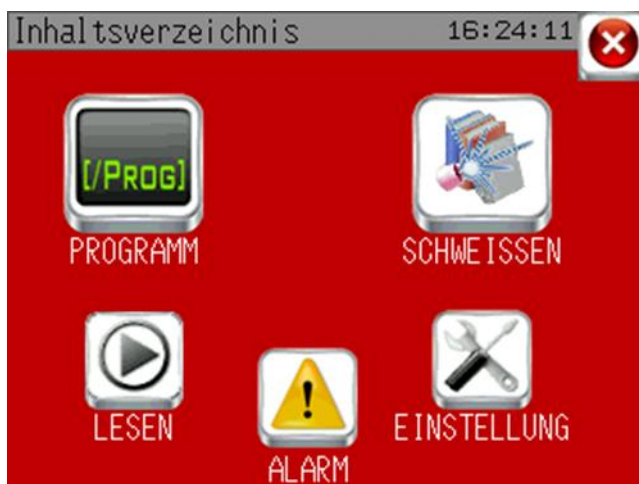 Inhaltsverzeichnis 16:24:11
[/PROG]
PROGRAMM
SCHWEISSEN
LESEN
ALARM
EINSTELLUNG